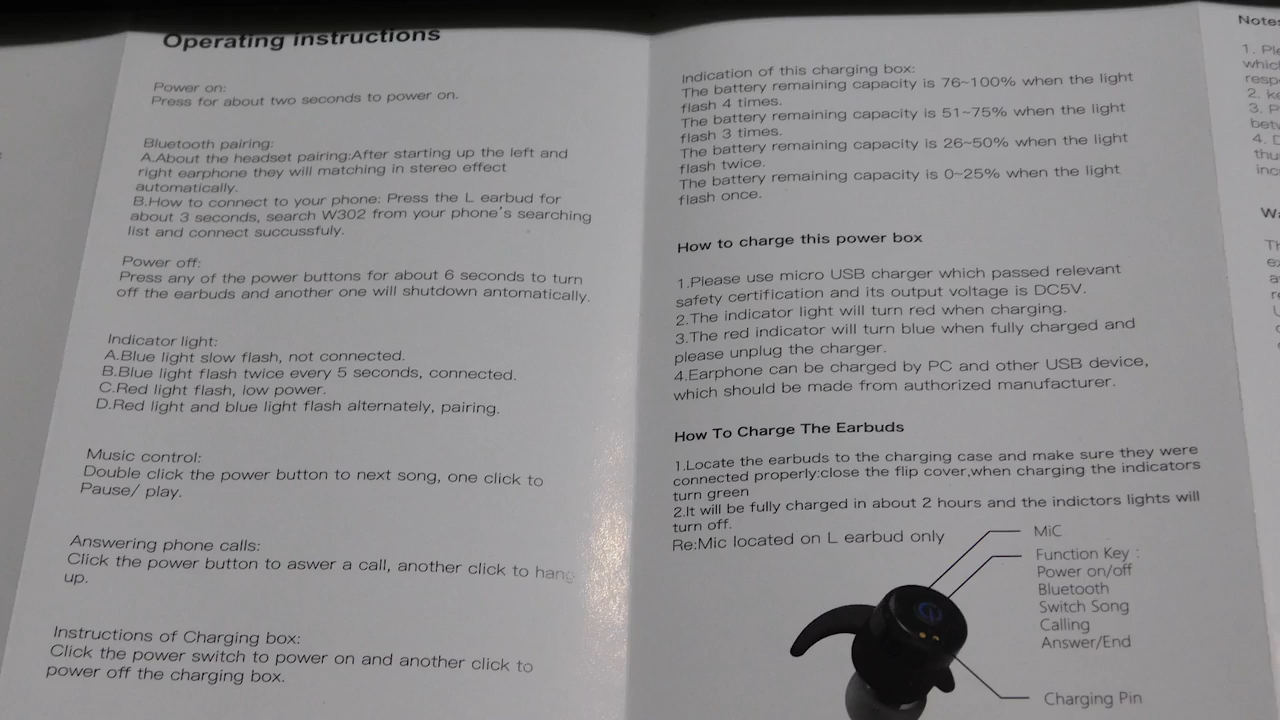 Operating instructions
Power on:
Press for about two seconds to power on.
Bluetooth pairing:
A.About the headset pairing:After starting up the left and
right earphone they will matching in stereo effect
automatically.
B.How to connect to your phone: Press the L earbud for
about 3 seconds, search W302 from your phone's searching
list and connect succussfuly.
Power off:
Press any of the power buttons for about 6 seconds to turn
off the earbuds and another one will shutdown antomatically.
Indicator light:
A.Blue light slow flash, not connected.
B.Blue light flash twice every 5 seconds, connected.
C.Red light flash, low power.
D.Red light and blue light flash alternately, pairing.
Music control:
Double click the power button to next song, one click to
Pause/ play.
Answering phone calls:
Click the power button to aswer a call, another click to hang
up.
Instructions of Charging box:
Click the power switch to power on and another click to
power off the charging box.
Indication of this charging box:
The battery remaining capacity is 76~100% when the light
flash 4 times.
The battery remaining capacity is 51~75% when the light
flash 3 times.
The battery remaining capacity is 26~50% when the light
flash twice.
The battery remaining capacity is 0~25% when the light
flash once.
How to charge this power box
1.Please use micro USB charger which passed relevant
safety certification and its output voltage is DC5V.
2.The indicator light will turn red when charging.
3.The red indicator will turn blue when fully charged and
please unplug the charger.
4.Earphone can be charged by PC and other USB device,
which should be made from authorized manufacturer.
How To Charge The Earbuds
1.Locate the earbuds to the charging case and make sure they were
connected properly:close the flip cover,when charging the indicators
turn green
2.It will be fully charged in about 2 hours and the indictors lights will
turn off.
Re:Mic located on L earbud only
MiC
Function Key :
Power on/off
Bluetooth
Switch Song
Calling
Answer/End
Charging Pin
1.
2.
3.
4.